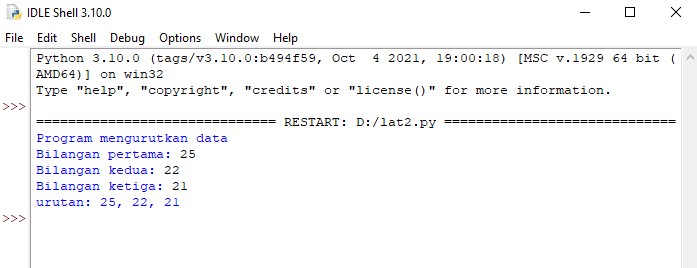 IDLE Shell 3.10.0
File Edit Shell Debug Options Window Help
Python 3.10.0 (tags/v3.10.0:b494f59, Oct  4 2021, 19:00:18) [MSC v.1929 64 bit (
AMD64)] on win32
Type "help", "copyright", "credits" or "license()" for more information.
>>>
============================== RESTART: D:/lat2.py =============================
Program mengurutkan data
Bilangan pertama: 25
Bilangan kedua: 22
Bilangan ketiga: 21
urutan: 25, 22, 21
>>>